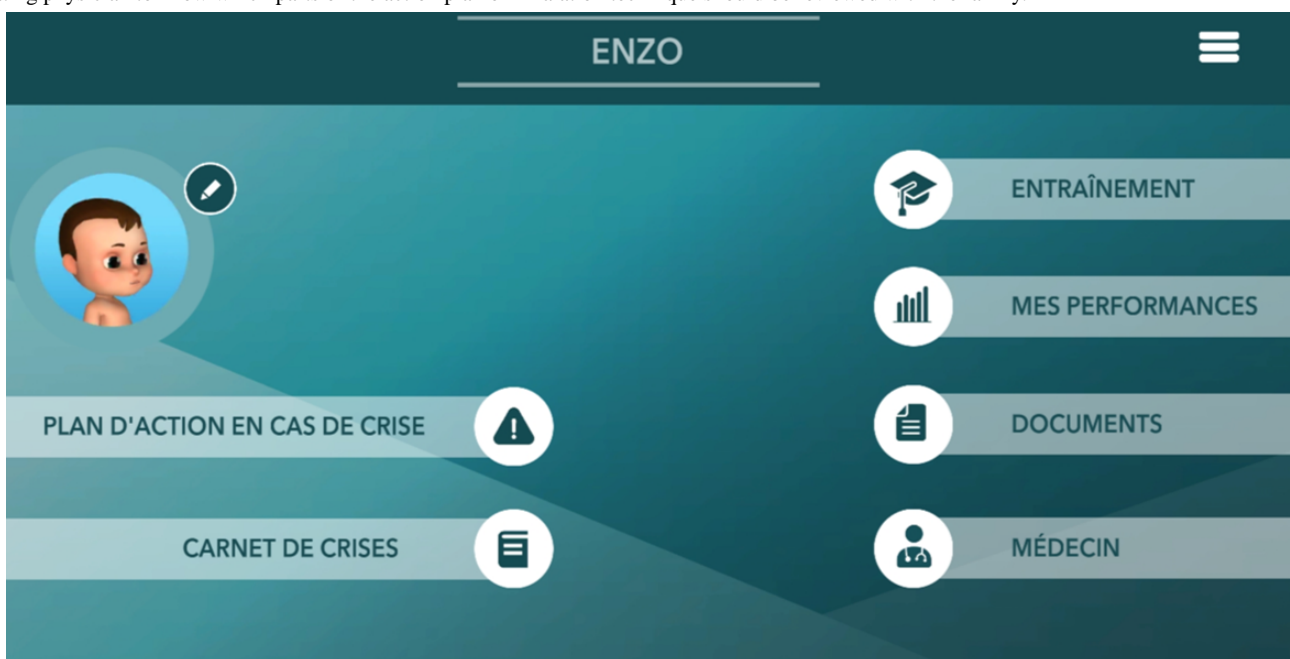 ENZO
ENTRAÎNEMENT
MES PERFORMANCES
PLAN D'ACTION EN CAS DE CRISE
DOCUMENTS
CARNET DE CRISES
MÉDECIN